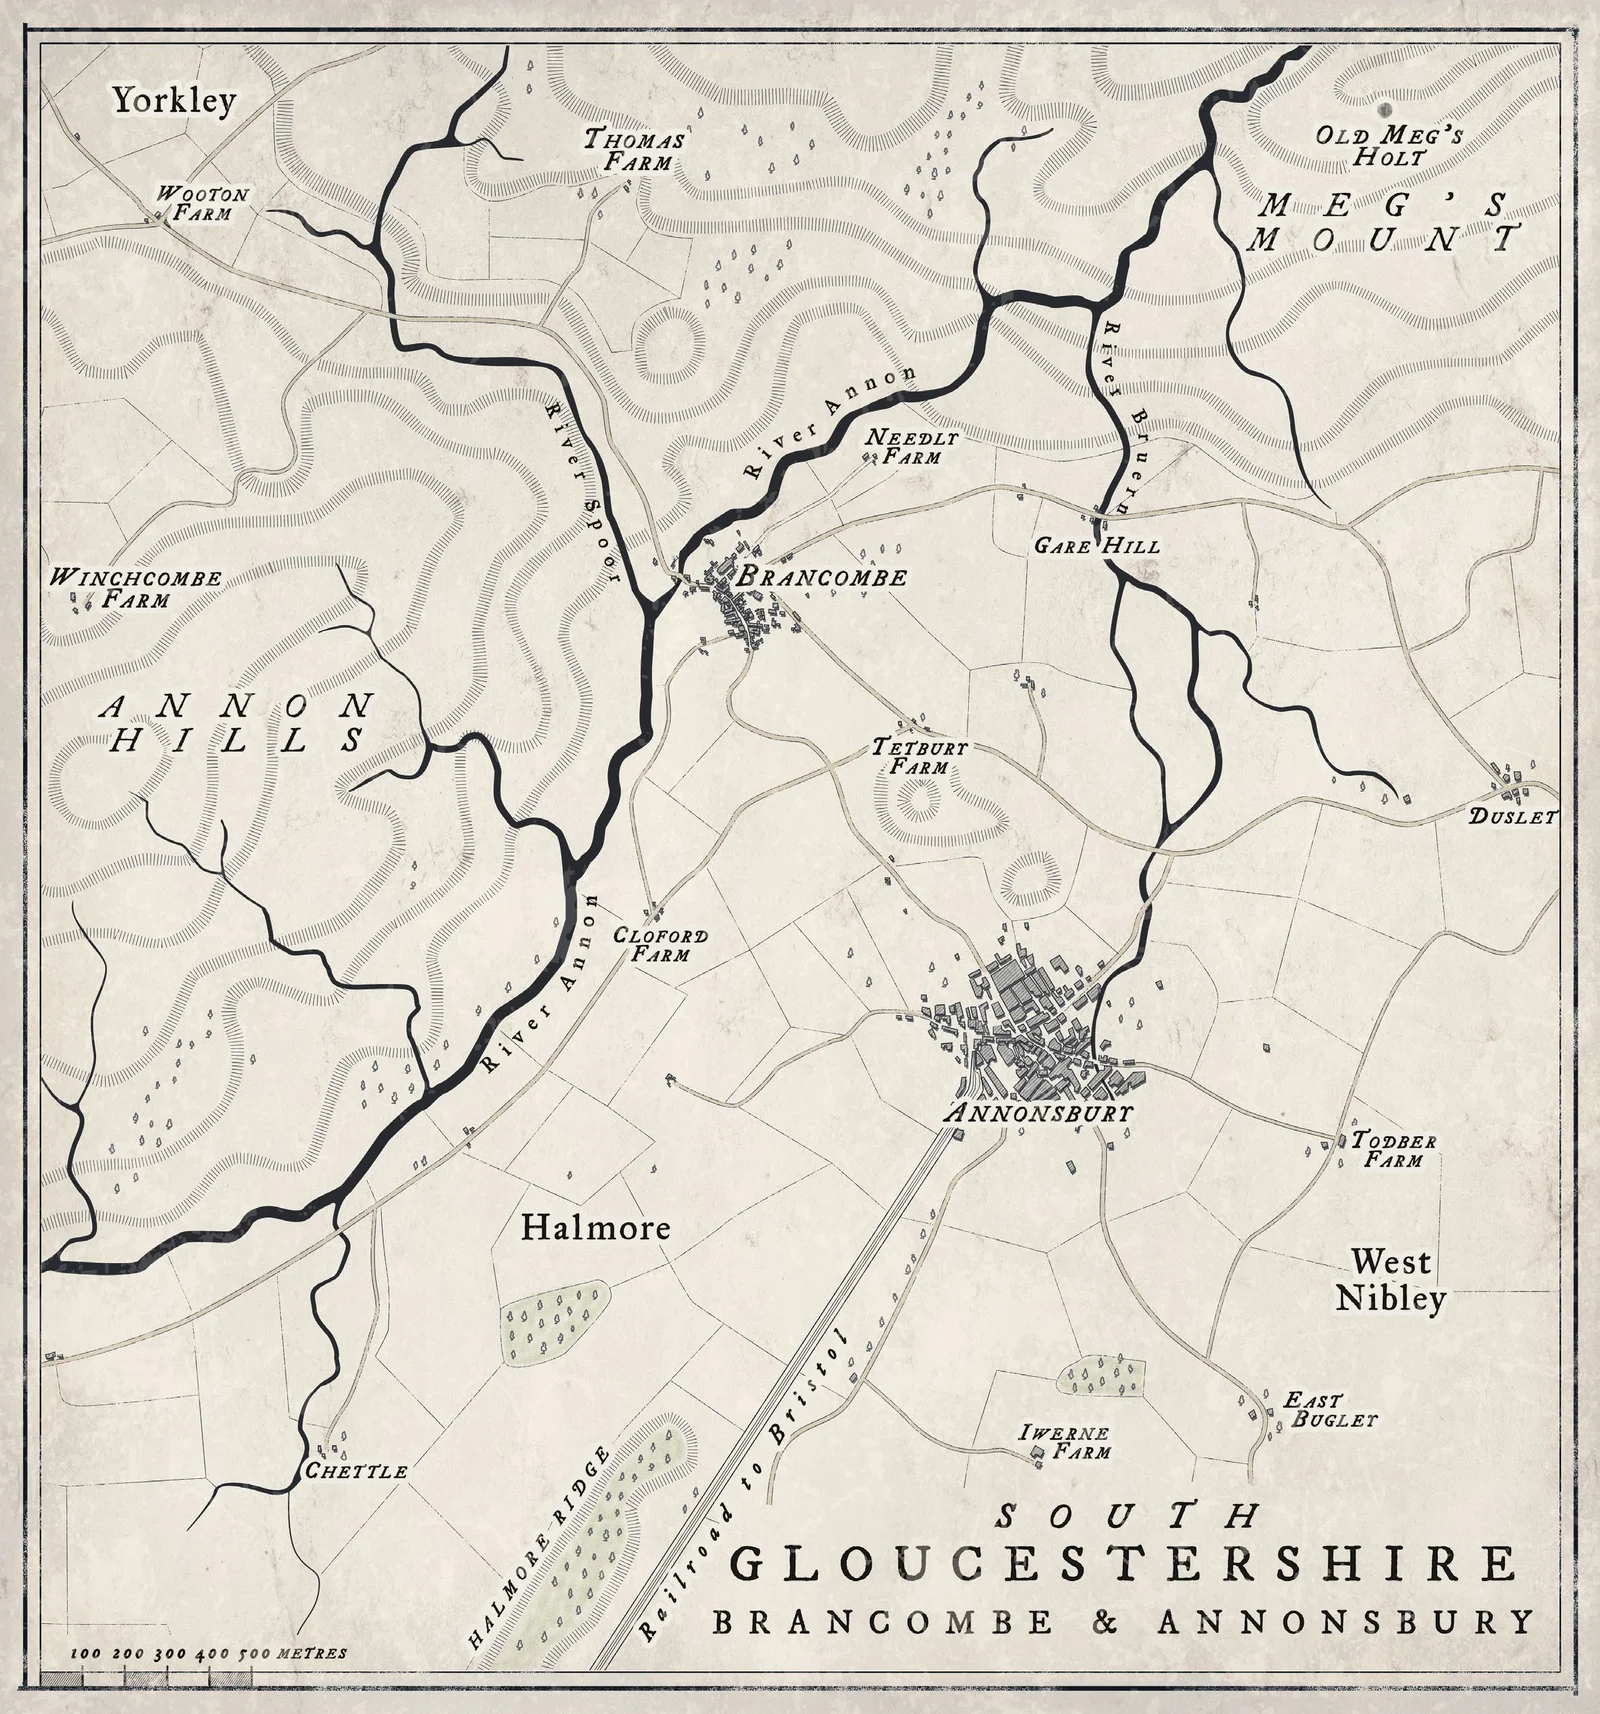 Yorkley
THOMAS
FARM
OLD MEG'S
HOLT
WOOTON
FARM
MEG'S
MOUNT
River Annon
River Bruern
River Spoor
NEEDLY
FARM
GARE HILL
WINCHCOMBE
FARM
BRANCOMBE
ANNON
HILLS
TETBURY
FARM
DUSLET
CLOFORD
FARM
River Annon
ANNONSBURY
TODBER
FARM
Halmore
West
Nibley
EAST
BUGLET
IWERNE
FARM
CHETTLE
HALMORE RIDGE
Railroad to Bristol
SOUTH
GLOUCESTERSHIRE
BRANCOMBE & ANNONSBURY
100 200 300 400 500 METRES